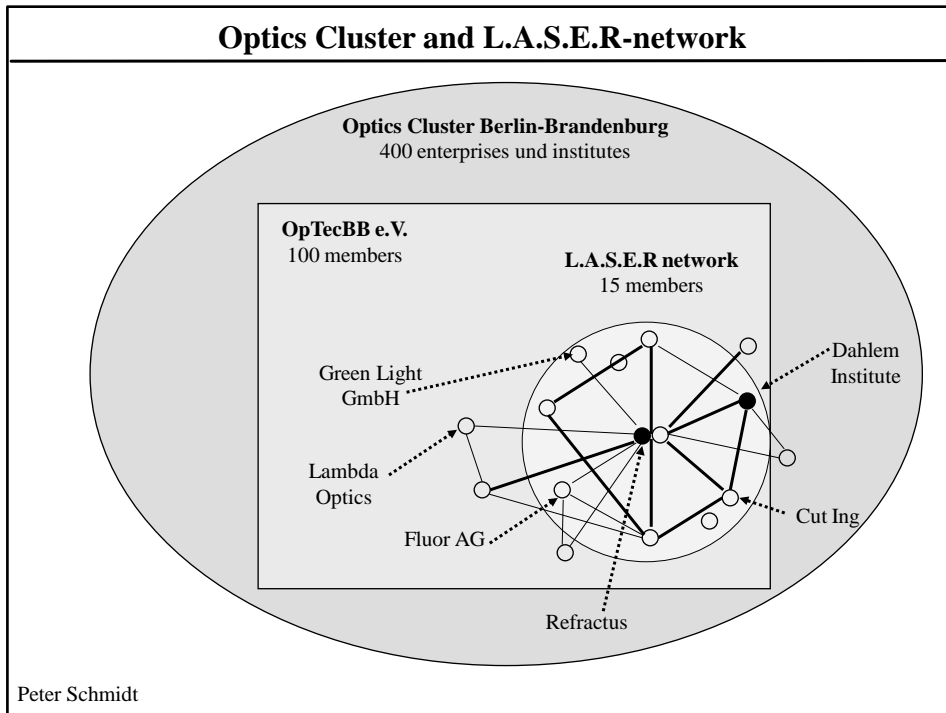 Optics Cluster and L.A.S.E.R-network
Optics Cluster Berlin-Brandenburg
400 enterprises und institutes
OpTecBB e.V.
100 members
L.A.S.E.R network
15 members
Green Light
GmbH
Dahlem
Institute
Lambda
Optics
Fluor AG
Cut Ing
Refractus
Peter Schmidt